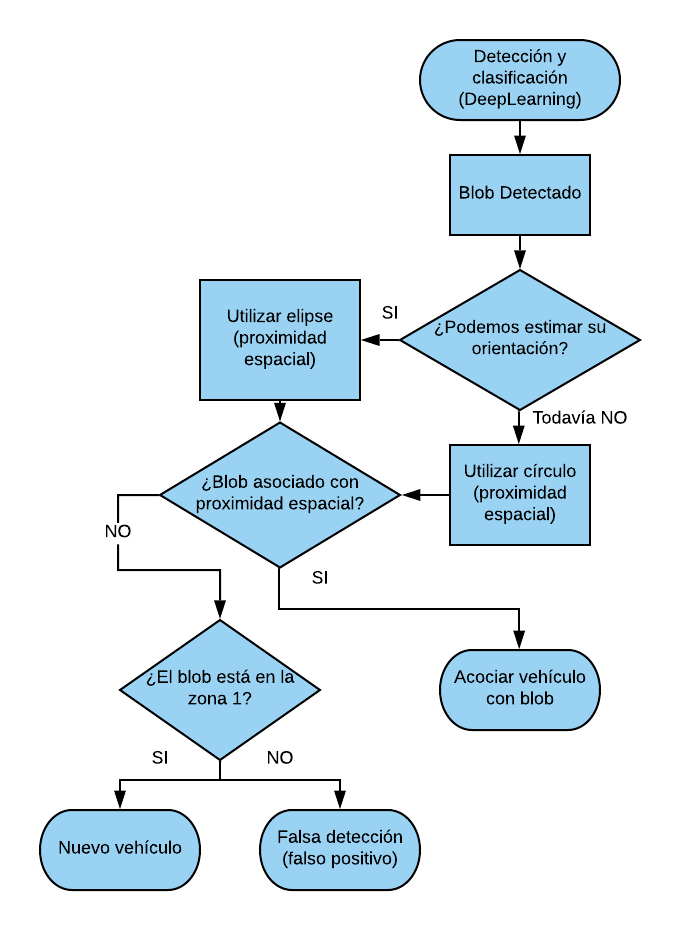 Detección y
clasificación
(DeepLearning)
Blob Detectado
¿Podemos estimar su
orientación?
SI
Utilizar elipse
(proximidad
espacial)
Todavía NO
Utilizar círculo
(proximidad
espacial)
¿Blob asociado con
proximidad espacial?
NO
SI
¿El blob está en la
zona 1?
Acociar vehículo
con blob
SI
NO
Nuevo vehículo
Falsa detección
(falso positivo)